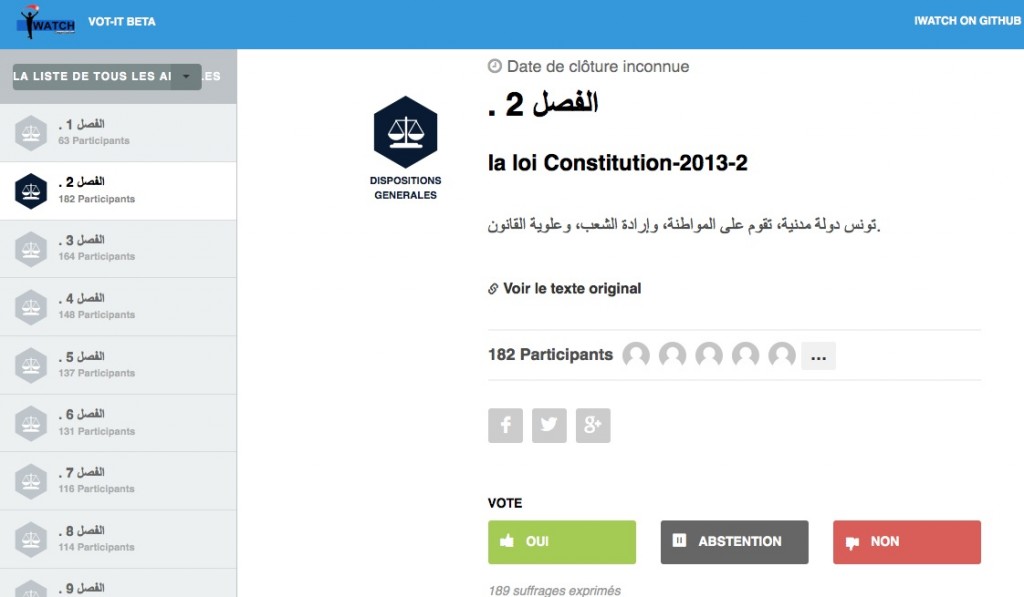 IWATCH
VOT-IT BETA
IWATCH ON GITHUB
LA LISTE DE TOUS LES ARTICLES
الفصل 1 .
63 Participants
الفصل 2 .
182 Participants
الفصل 3 .
164 Participants
الفصل 4 .
148 Participants
الفصل 5 .
137 Participants
الفصل 6 .
131 Participants
الفصل 7 .
116 Participants
الفصل 8 .
114 Participants
الفصل 9 .
DISPOSITIONS
GENERALES
Date de clôture inconnue
الفصل 2 .
la loi Constitution-2013-2
تونس دولة مدنية، تقوم على المواطنة، وإرادة الشعب، وعلوية القانون.
Voir le texte original
182 Participants
...
VOTE
OUI
ABSTENTION
NON
189 suffrages exprimés